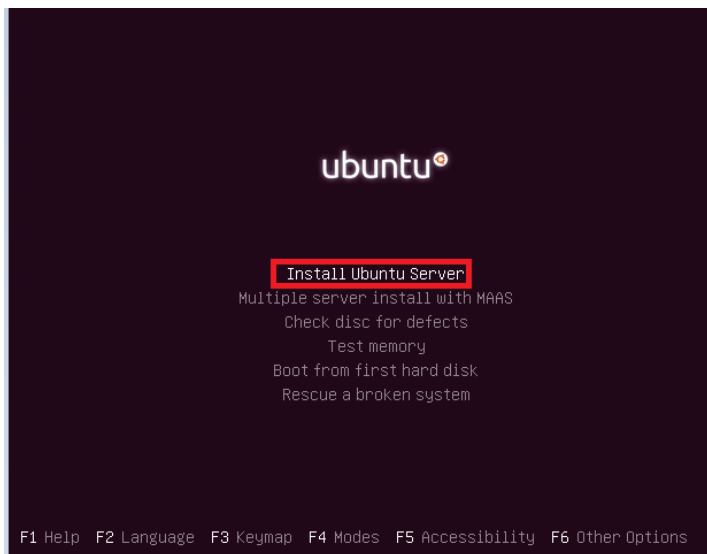 ubuntu
Install Ubuntu Server
Multiple server install with MAAS
Check disc for defects
Test memory
Boot from first hard disk
Rescue a broken system
F1 Help F2 Language F3 Keymap F4 Modes F5 Accessibility F6 Other Options